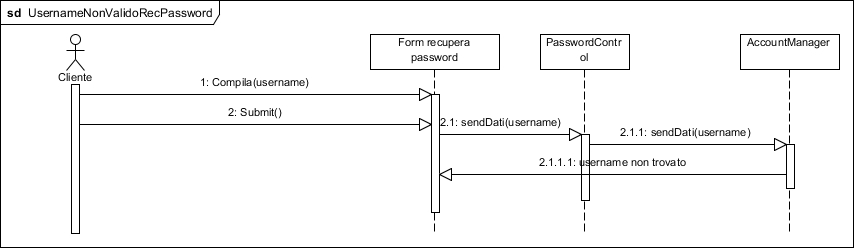 sd UsernameNonValidoRecPassword
Form recupera
password
PasswordContr
ol
AccountManager
Cliente
1: Compila(username)
2: Submit()
2.1: sendDati(username)
2.1.1: sendDati(username)
2.1.1.1: username non trovato